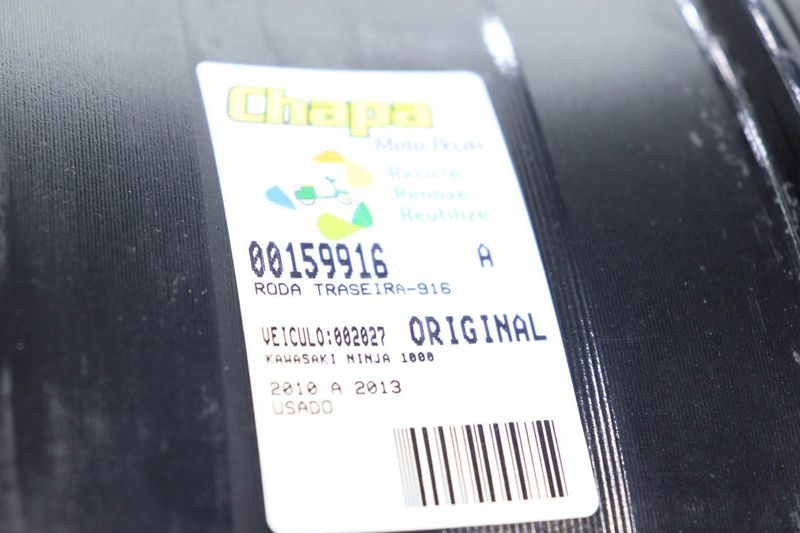 Chapa
Moto Peças
Recicle
Renove
Reutilize
00159916 A
RODA TRASEIRA-916
VEICULO:002027 ORIGINAL
KAWASAKI NINJA 1000
2010 A 2013
USADO